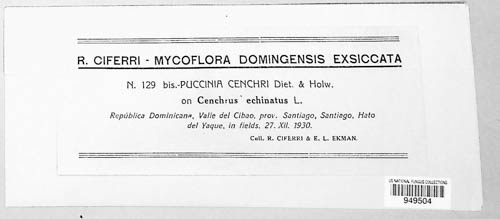 R. CIFERRI - MYCOFLORA DOMINGENSIS EXSICCATA
N. 129 bis.-PUCCINIA CENCHRI Diet. & Holw.
on Cenchrus echinatus L.
República Dominicana, Valle del Cibao, prov. Santiago, Santiago, Hato
del Yaque, in fields, 27. XII. 1930.
Coll. R. CIFERRI & E. L. EKMAN.
US NATIONAL FUNGUS COLLECTIONS
949504